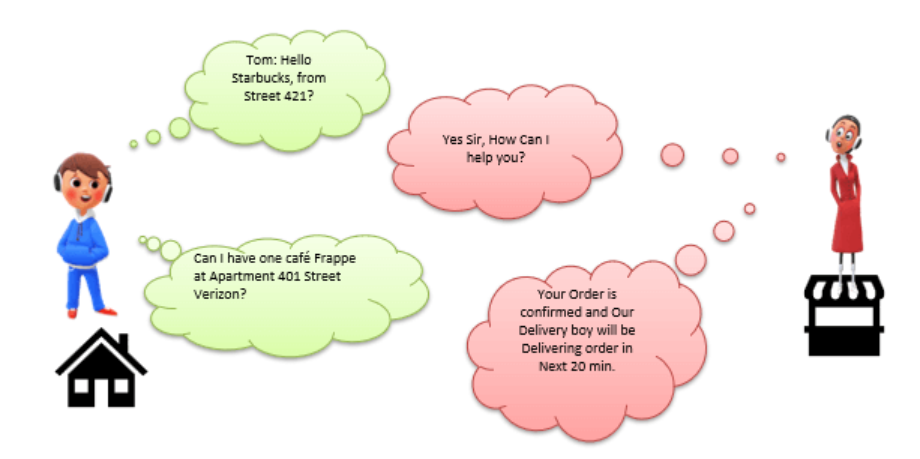 Tom: Hello
Starbucks, from
Street 421?
Yes Sir, How Can I
help you?
Can I have one café Frappe
at Apartment 401 Street
Verizon?
Your Order is
confirmed and Our
Delivery boy will be
Delivering order in
Next 20 min.